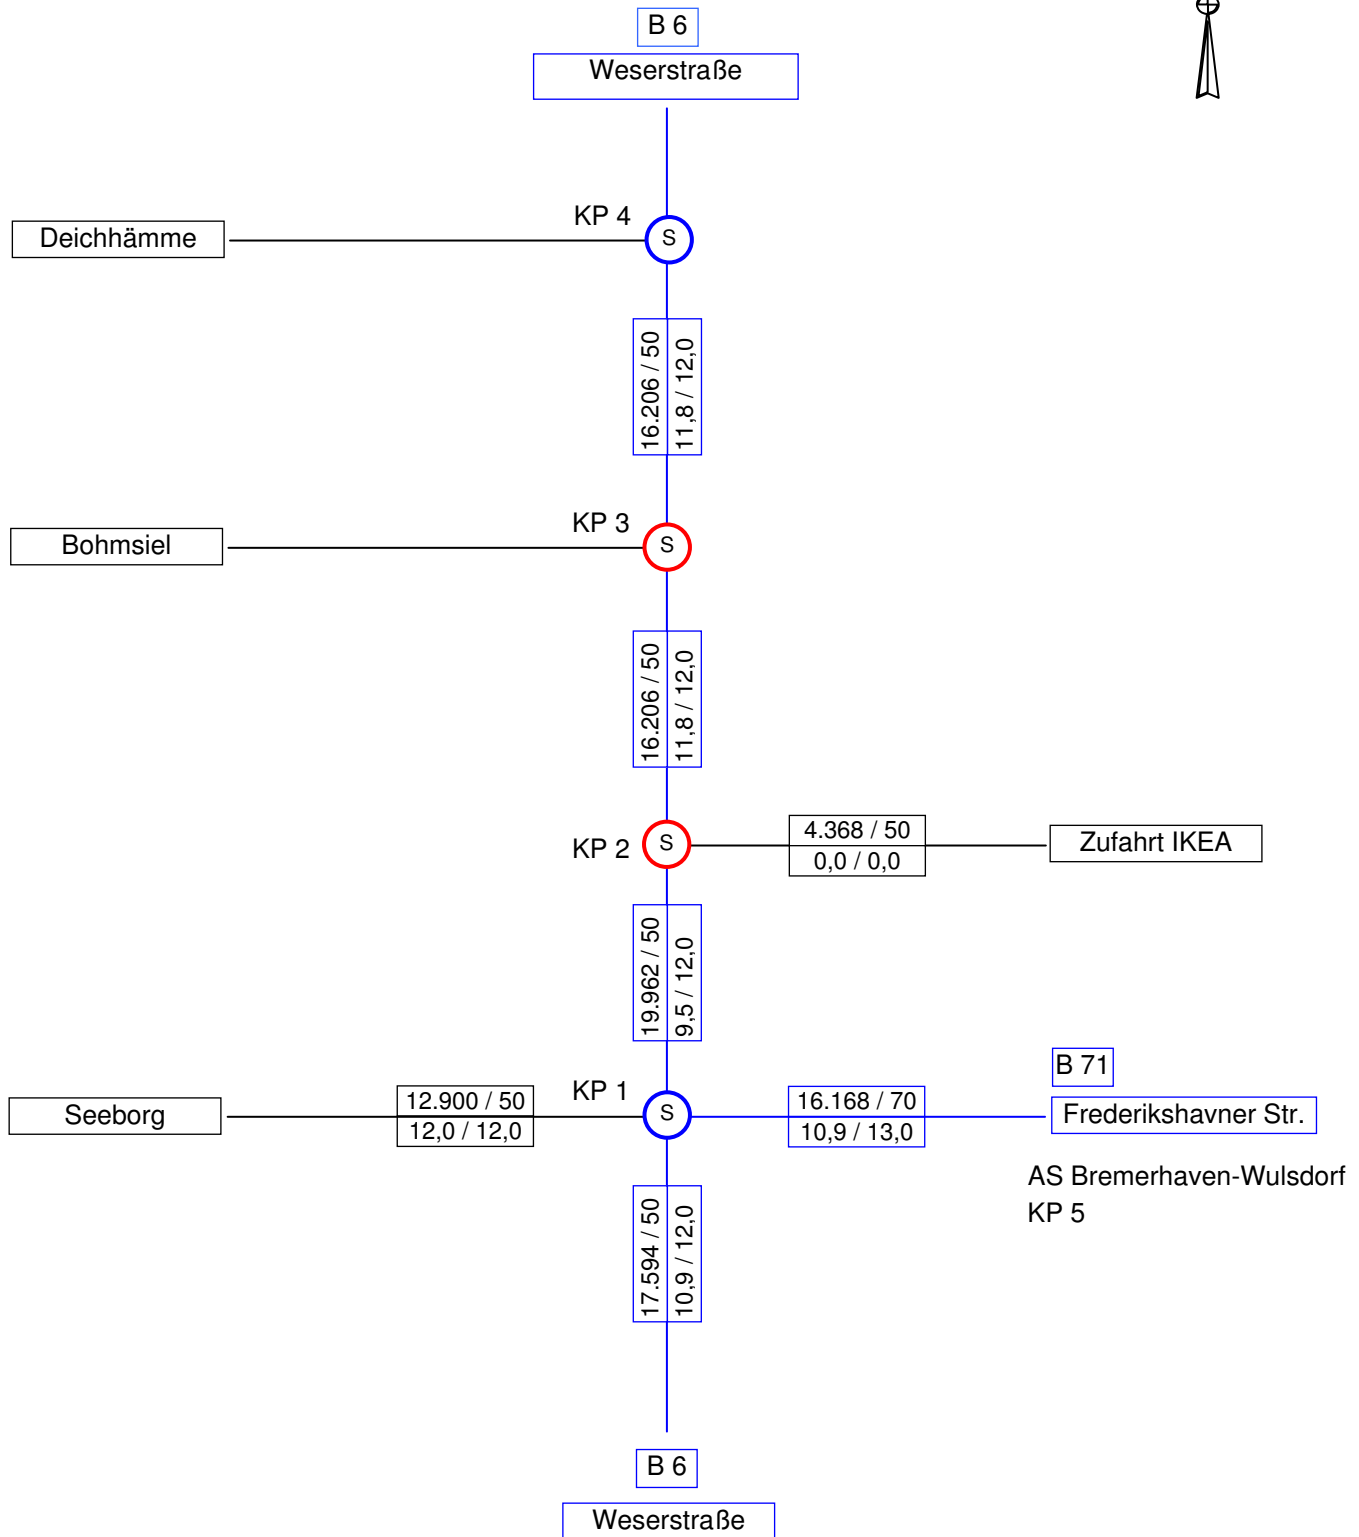 B 6
Weserstraße
KP 4
Deichhämme
S
16.206 / 50
11,8 / 12,0
KP 3
Bohmsiel
S
16.206 / 50
11,8 / 12,0
KP 2
S
4.368 / 50
0,0 / 0,0
Zufahrt IKEA
19.962 / 50
9,5 / 12,0
B 71
KP 1
Seeborg
12.900 / 50
12,0 / 12,0
S
16.168 / 70
10,9 / 13,0
Frederikshavner Str.
AS Bremerhaven-Wulsdorf
KP 5
17.594 / 50
10,9 / 12,0
B 6
Weserstraße